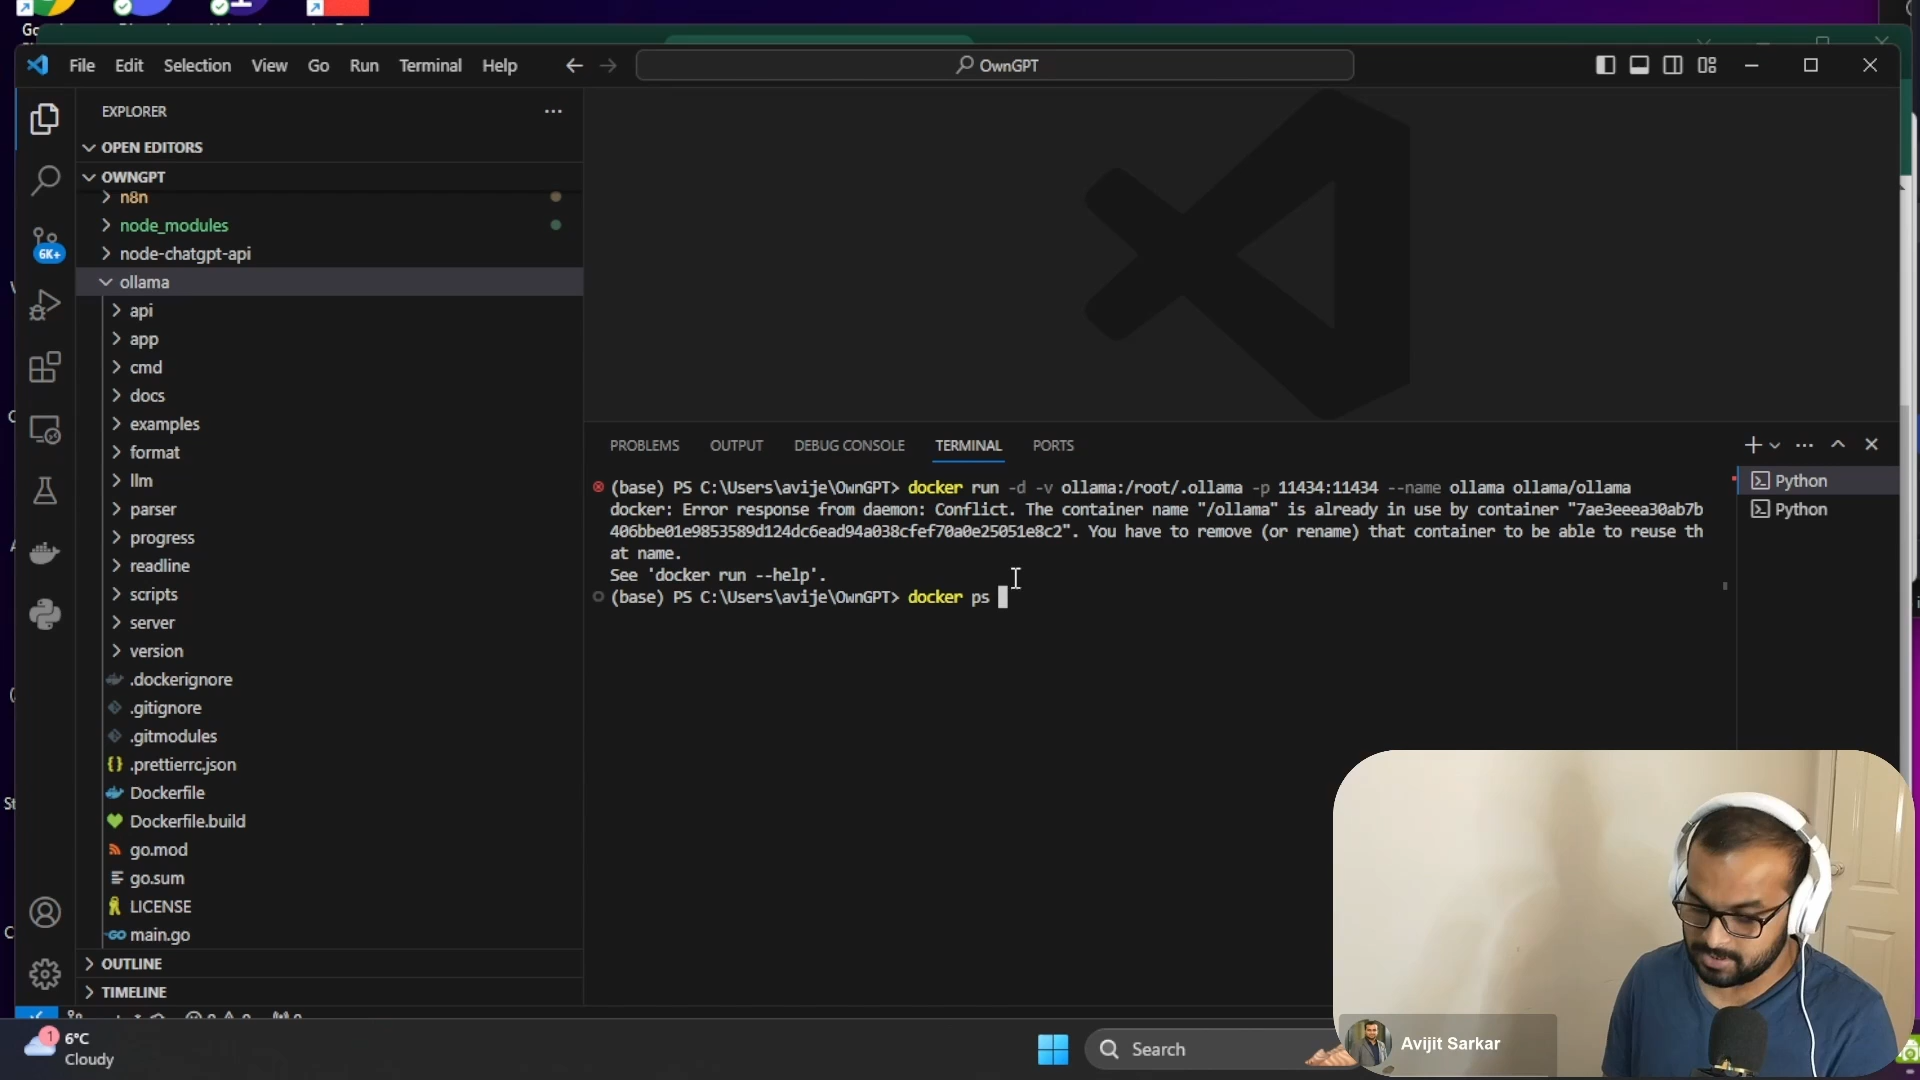 Go
File Edit Selection View Go Run Terminal Help
OwnGPT
EXPLORER
OPEN EDITORS
OWNGPT
n8n
node_modules
node-chatgpt-api
ollama
api
app
cmd
docs
examples
format
llm
parser
progress
readline
scripts
server
version
.dockerignore
.gitignore
.gitmodules
.prettierrc.json
Dockerfile
Dockerfile.build
go.mod
go.sum
LICENSE
main.go
OUTLINE
TIMELINE
6K+
PROBLEMS OUTPUT DEBUG CONSOLE TERMINAL PORTS
(base) PS C:\Users\avije\OwnGPT> docker run -d -v ollama:/root/.ollama -p 11434:11434 --name ollama ollama/ollama
docker: Error response from daemon: Conflict. The container name "/ollama" is already in use by container "7ae3eeea30ab7b
406bbe01e9853589d124dc6ead94a038cfef70a0e25051e8c2". You have to remove (or rename) that container to be able to reuse th
at name.
See 'docker run --help'.
(base) PS C:\Users\avije\OwnGPT> docker ps
Python
Python
1
6°C
Cloudy
Search
Avijit Sarkar